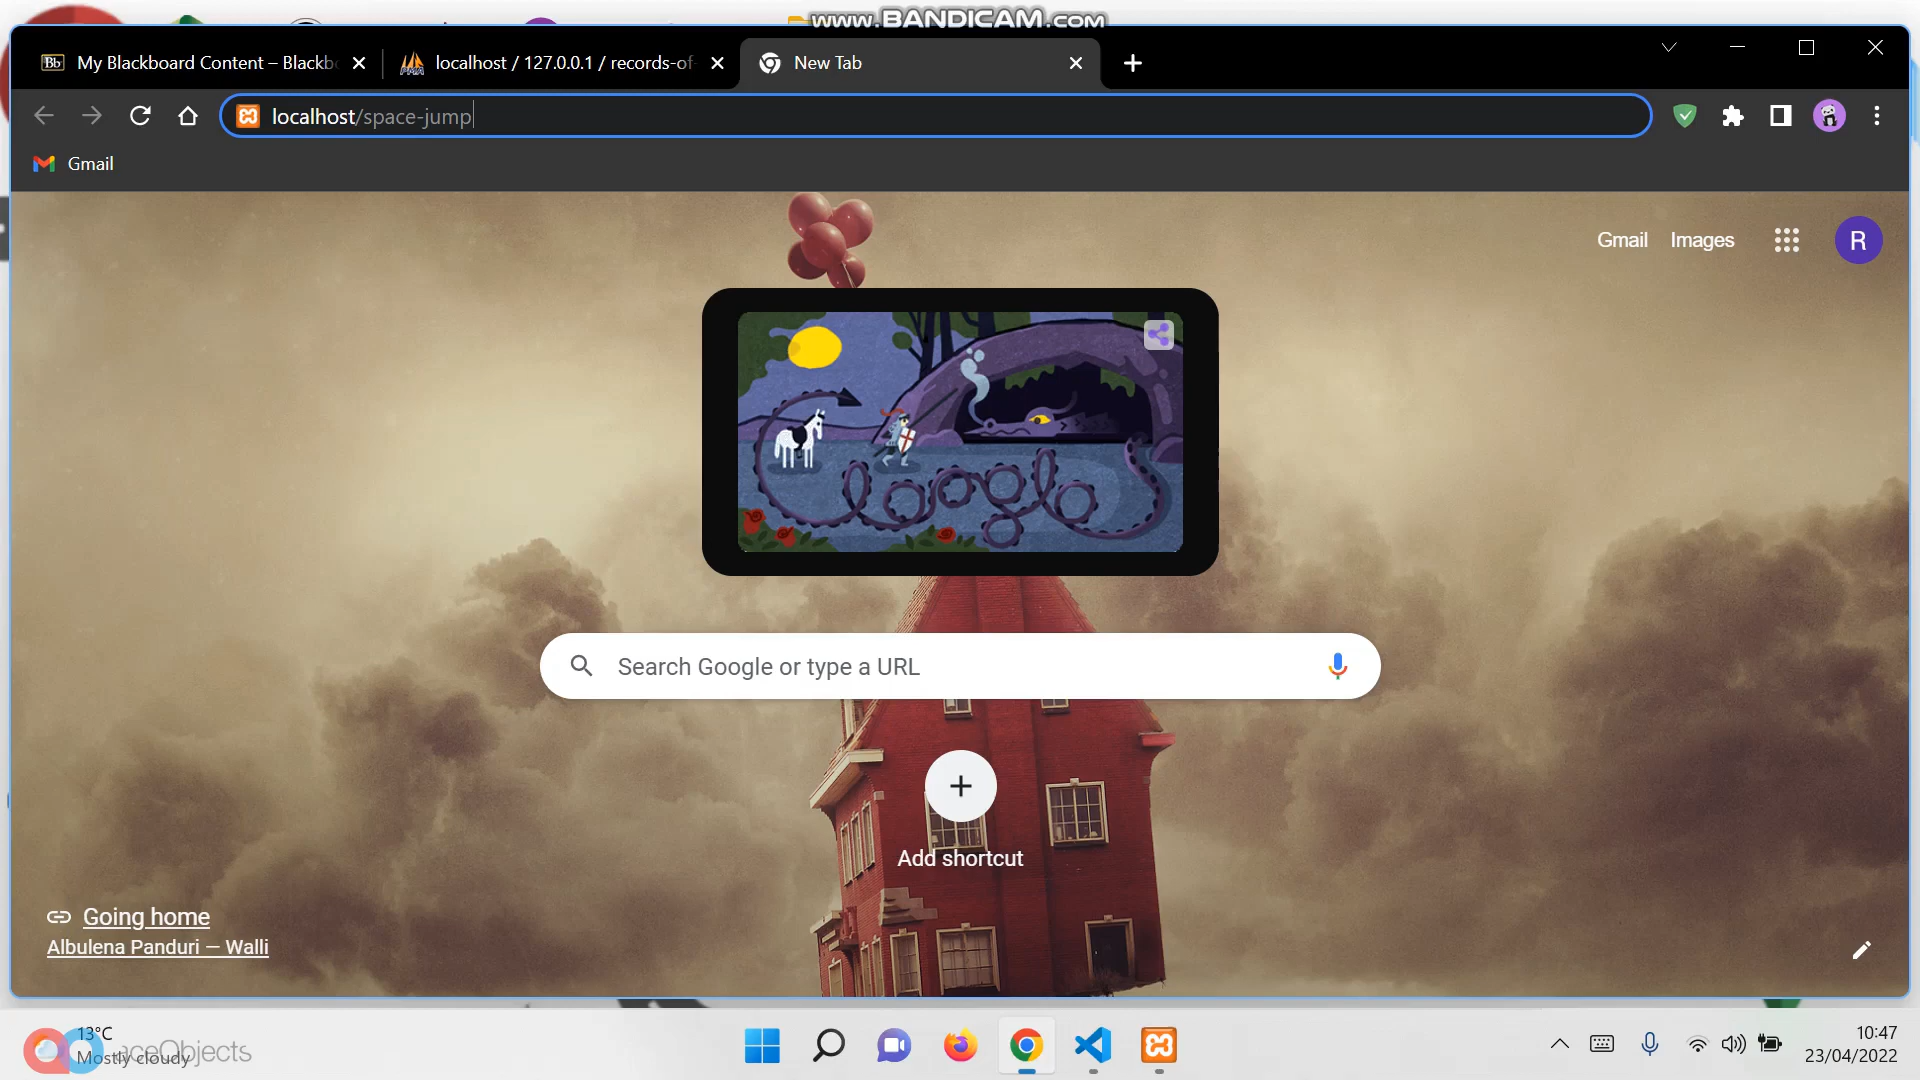 WWW.BANDICAM.COM
My Blackboard Content – Blackb
localhost / 127.0.0.1 / records-of-
New Tab
localhost/space-jump
Gmail
Gmail
Images
R
Google
Search Google or type a URL
Add shortcut
Going home
Albulena Panduri — Walli
13°C
Mostly cloudy
aceObjects
10:47
23/04/2022